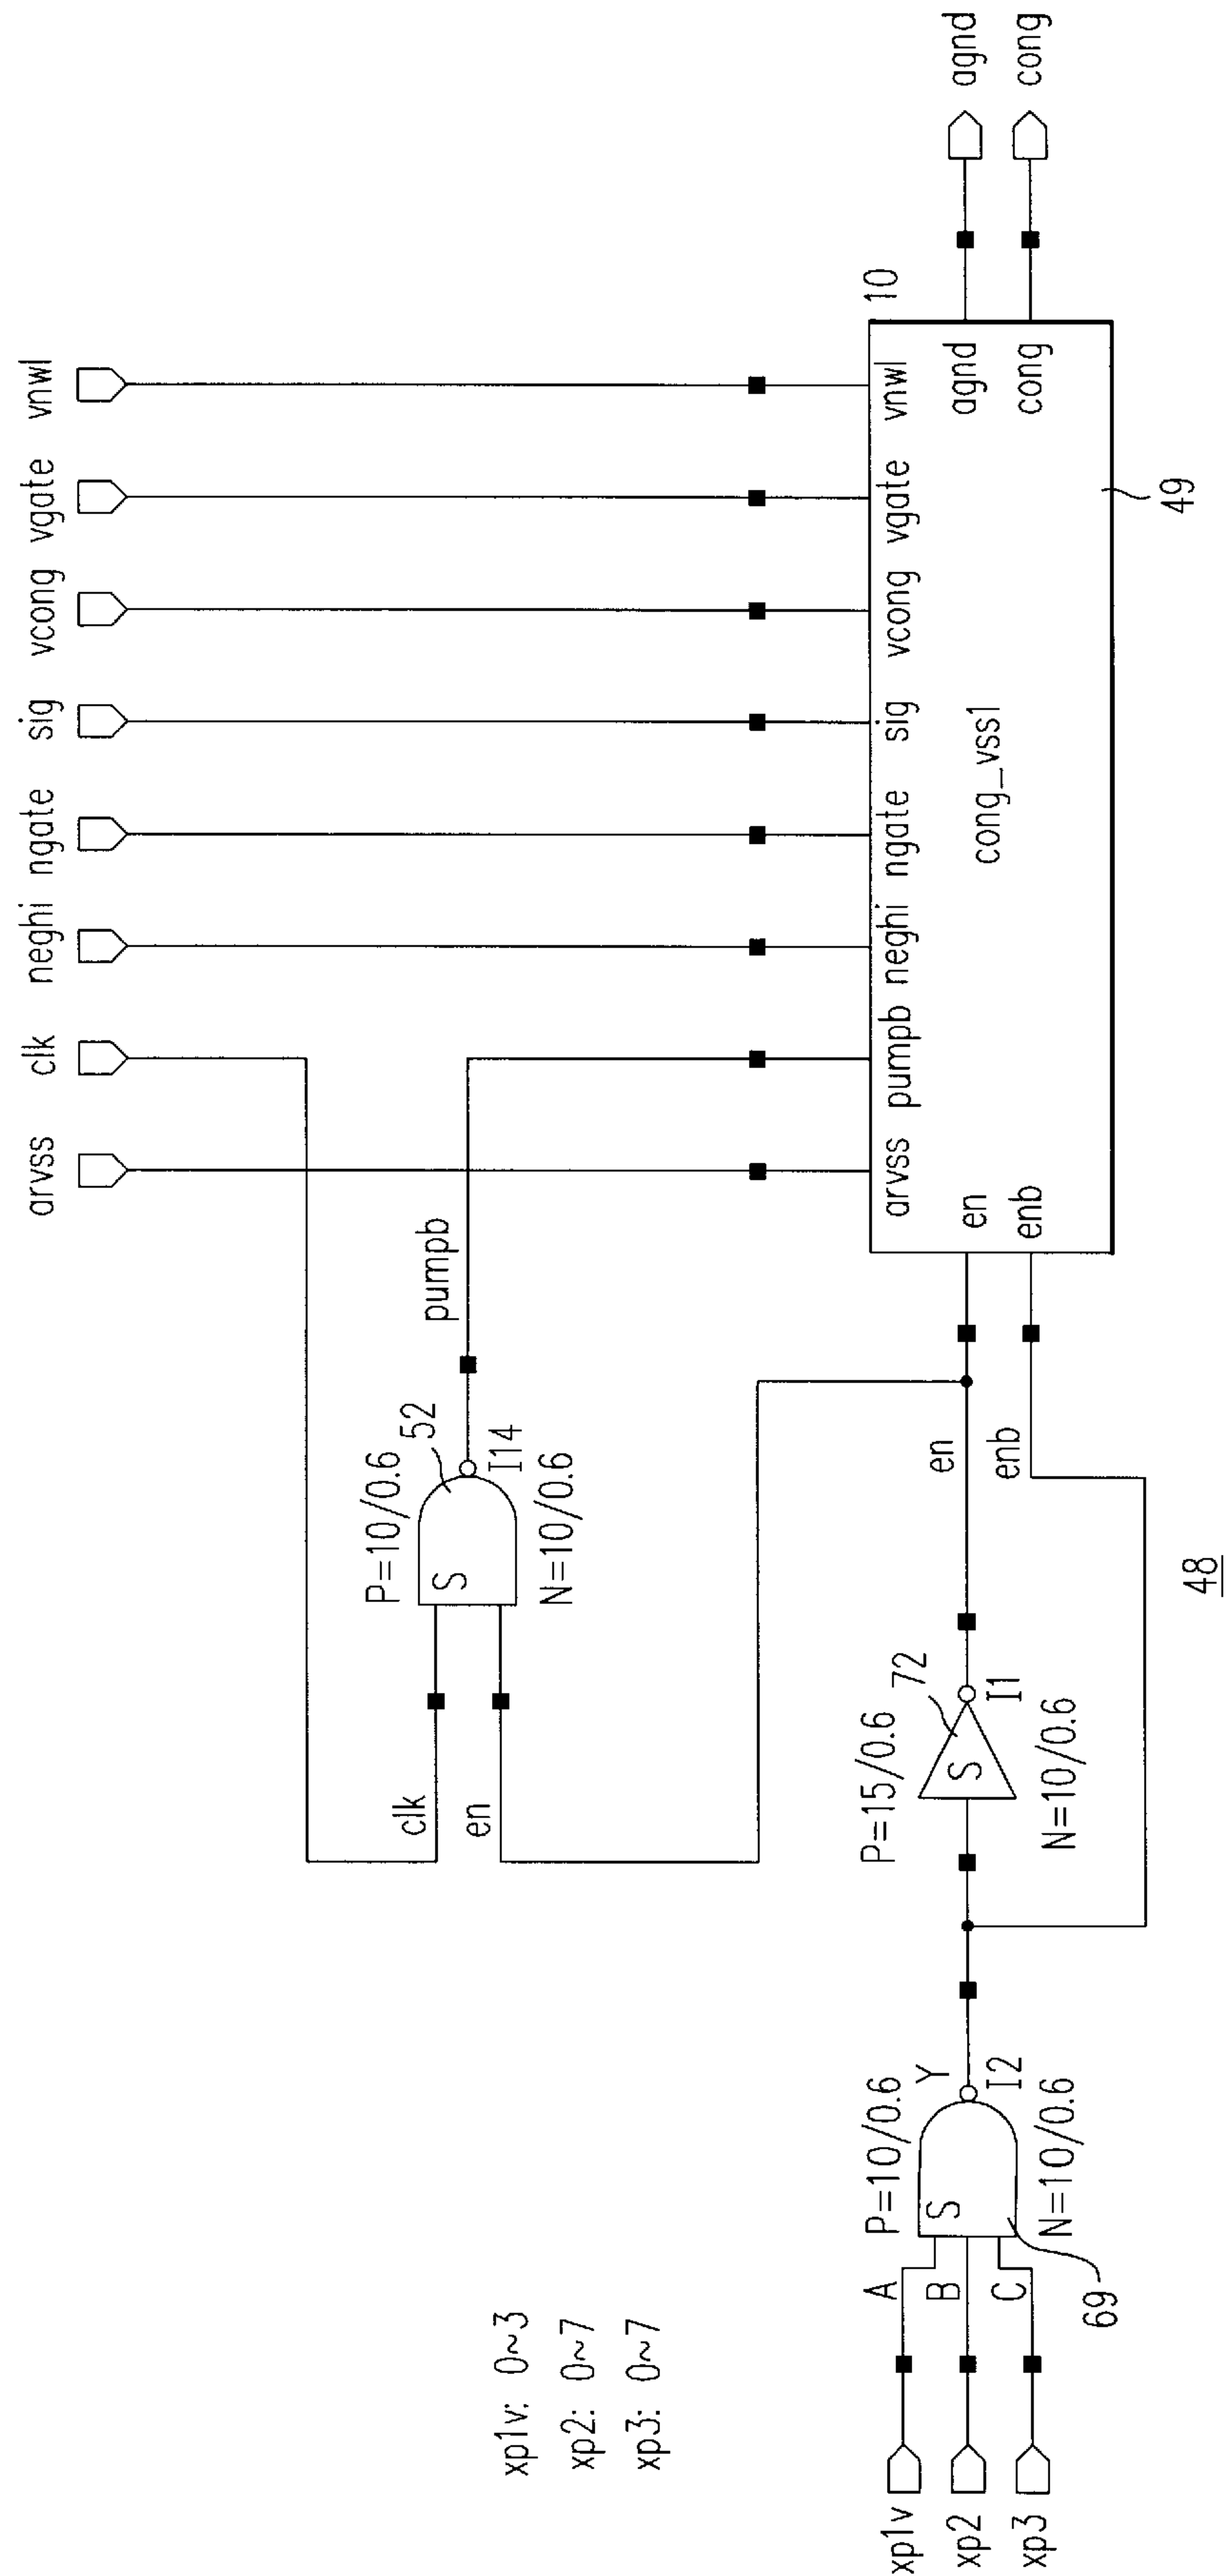 arvss
clk
neghi
ngate
sig
vcong
vgate
vnwl
P=10/0.6
52
clk
en
S
I14
N=10/0.6
pumpb
xp1v: 0~3
xp2: 0~7
xp3: 0~7
xp1v
xp2
xp3
A
B
C
P=10/0.6
S
Y
I2
N=10/0.6
69
P=15/0.6
72
S
I1
N=10/0.6
en
enb
10
arvss
pumpb
neghi
ngate
sig
vcong
vgate
vnwl
en
enb
cong_vss1
agnd
cong
agnd
cong
49
48